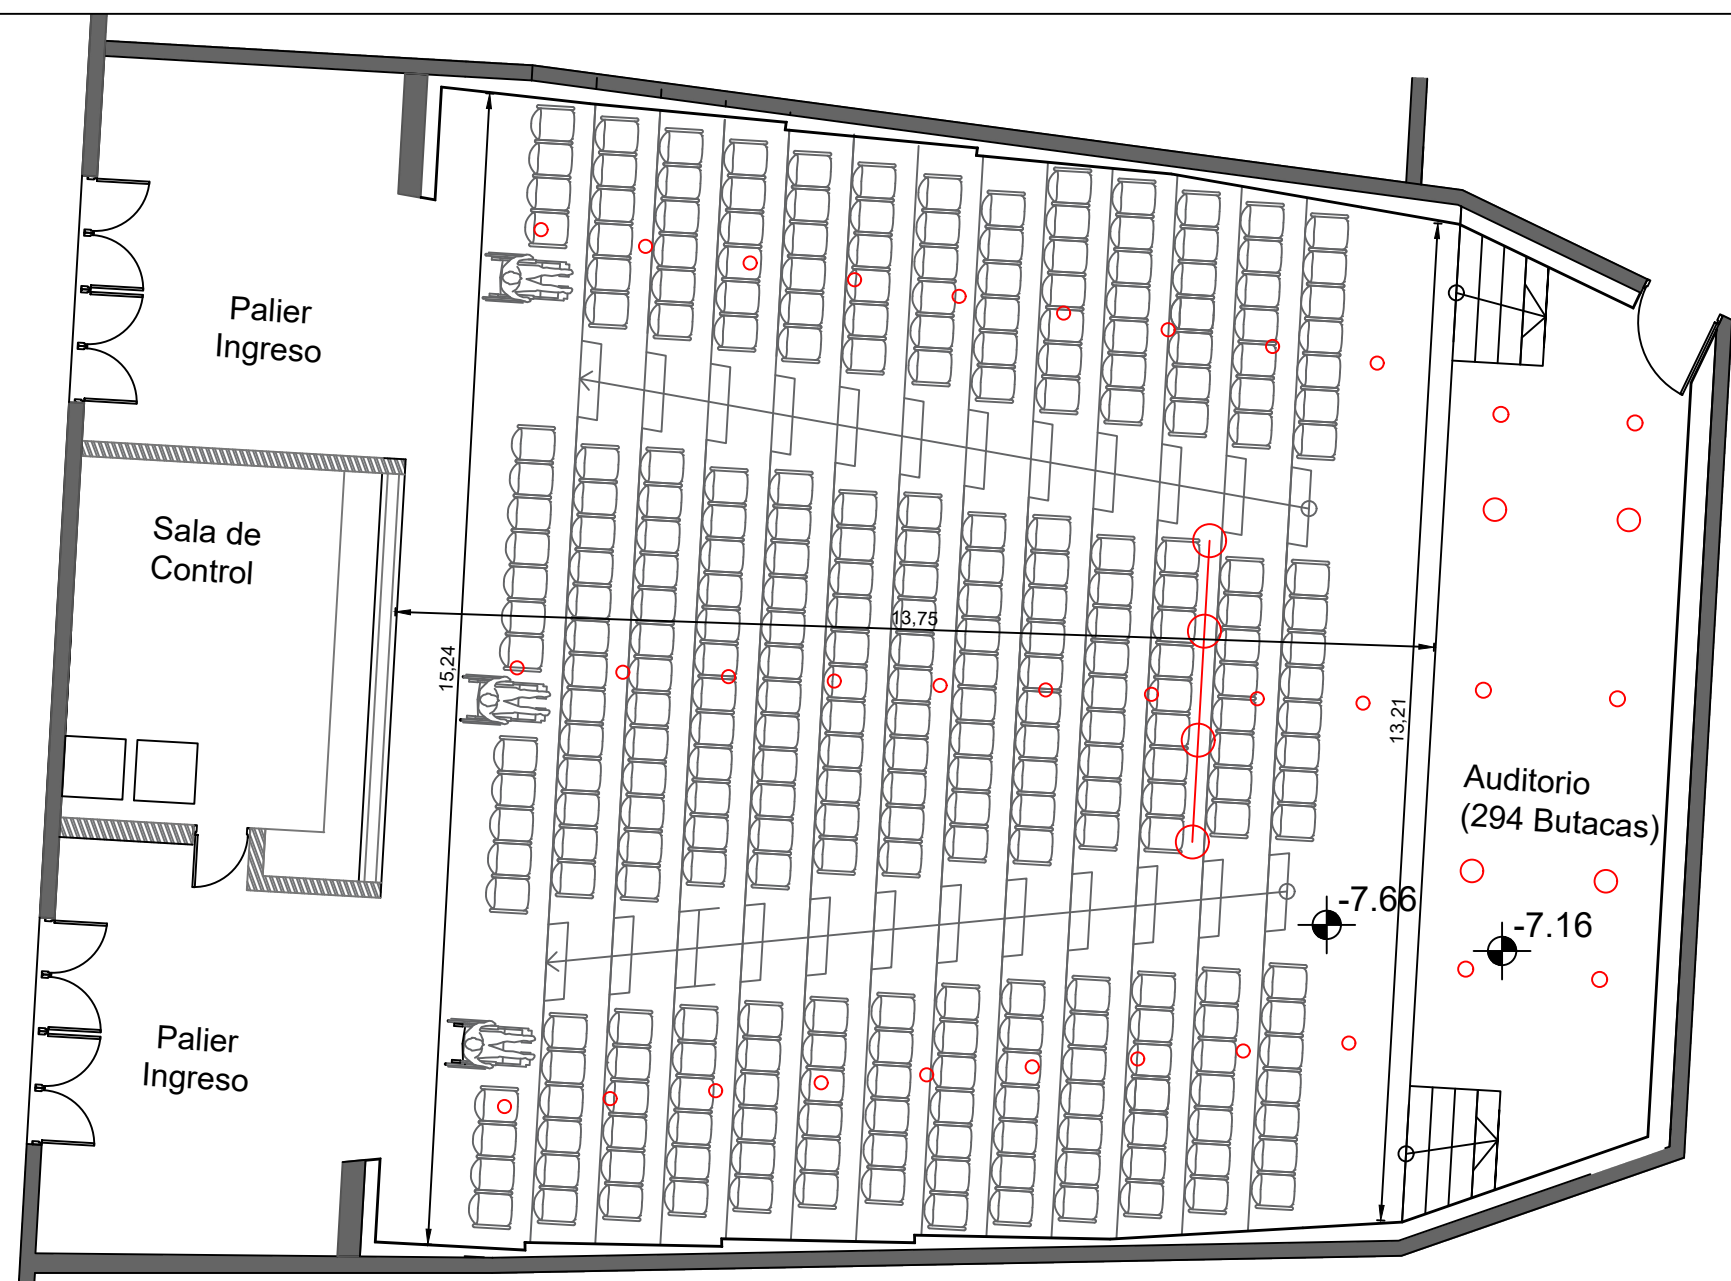 Palier
Ingreso
Sala de
Control
13,75
15,24
13,21
Auditorio
(294 Butacas)
-7.66
-7.16
Palier
Ingreso